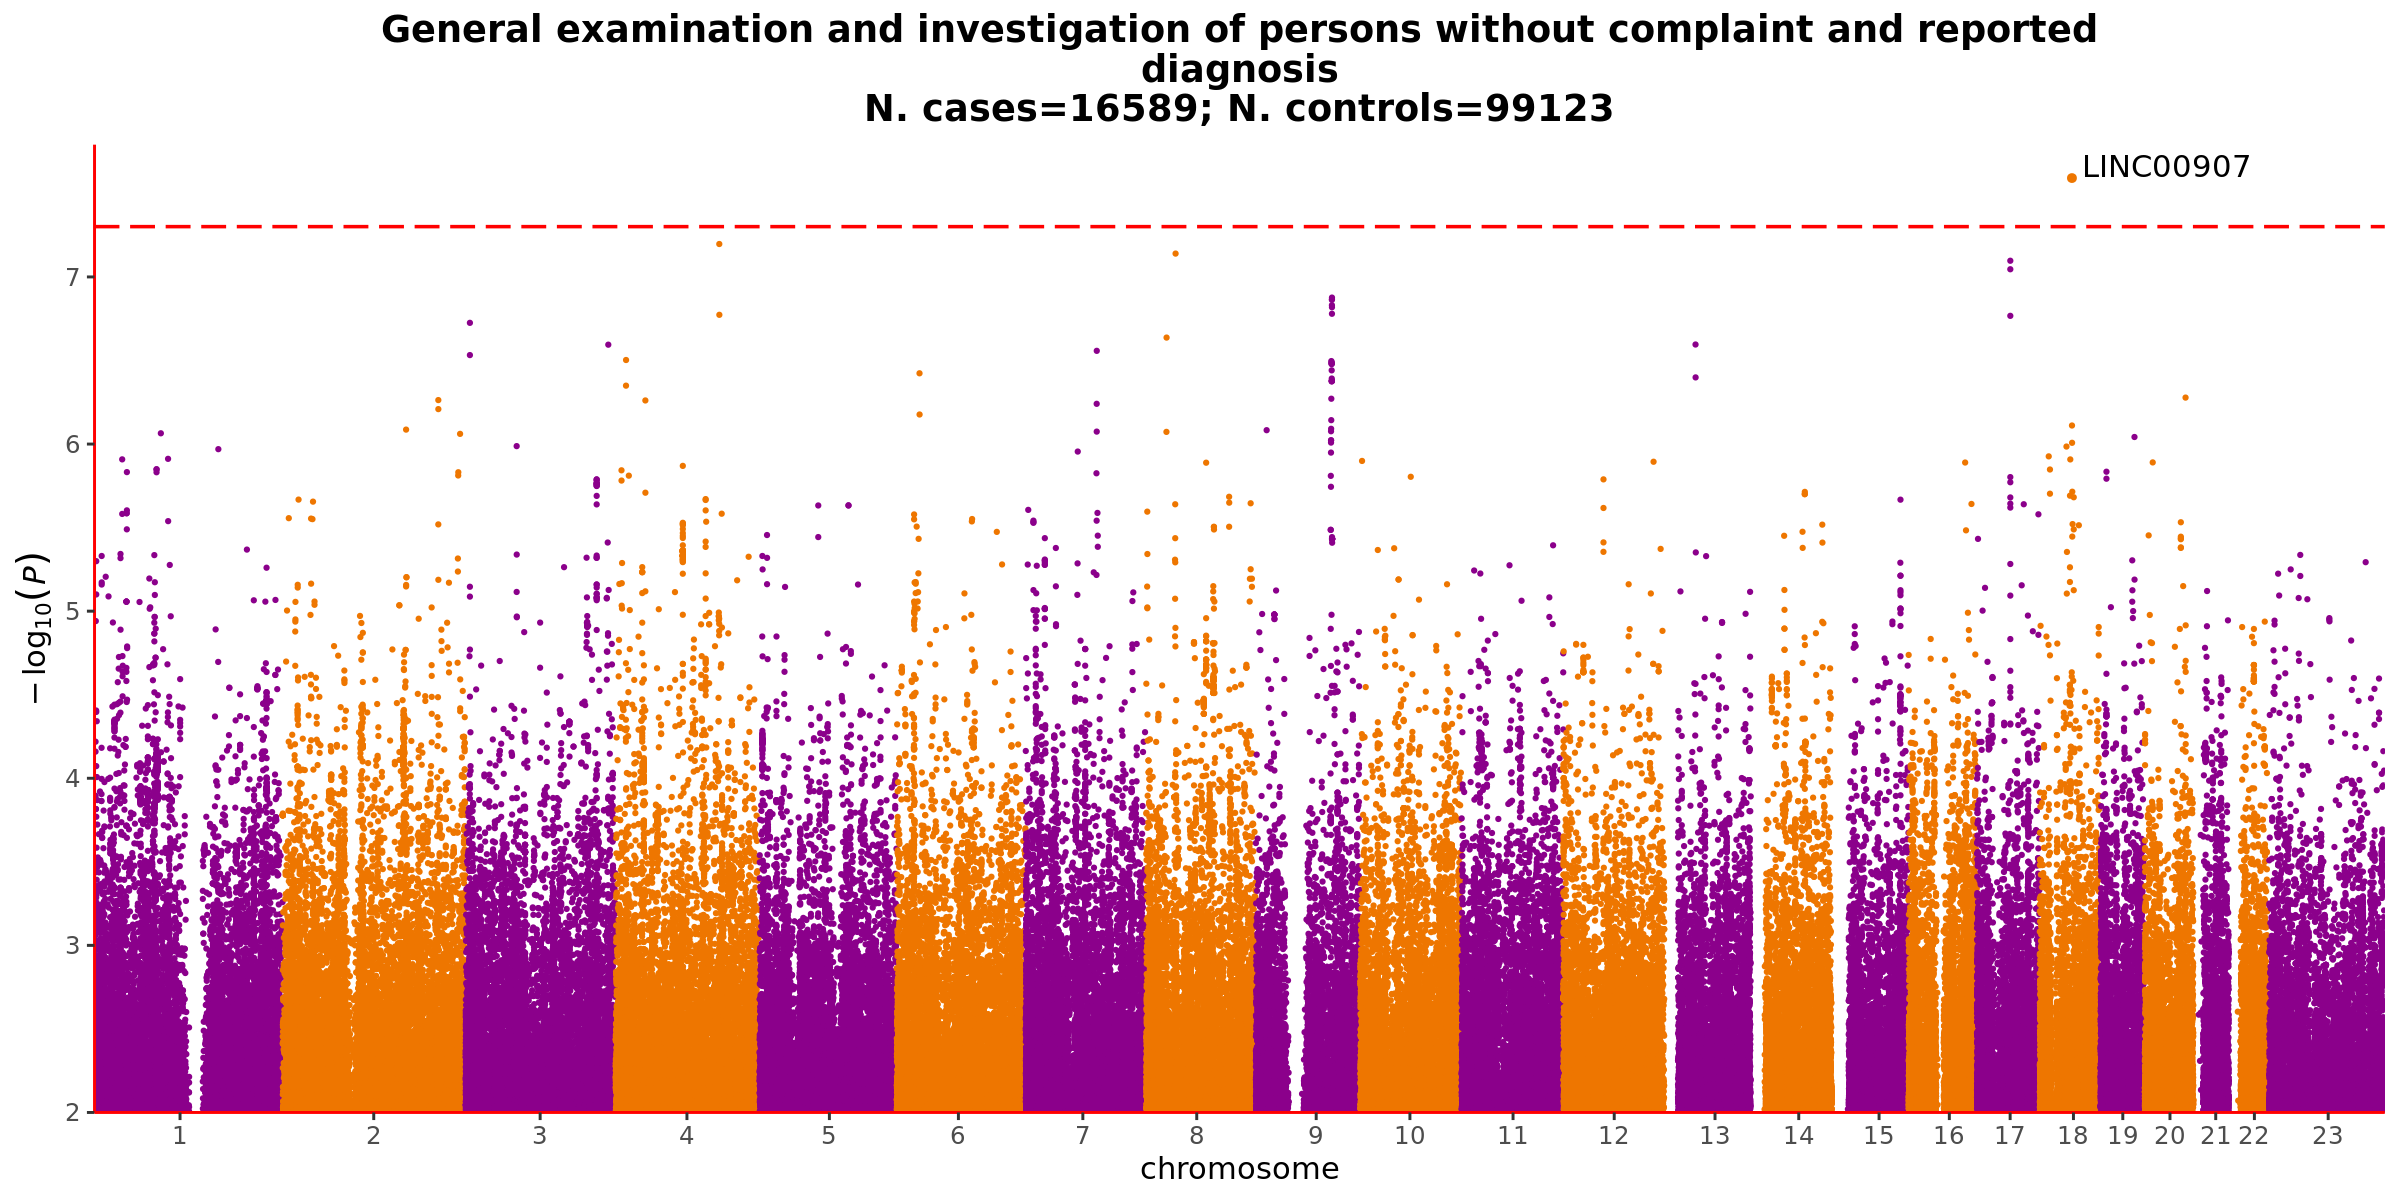 General examination and investigation of persons without complaint and reported
diagnosis
N. cases=16589; N. controls=99123
LINC00907
7
6
5
4
3
2
−log10(P)
1 2 3 4 5 6 7 8 9 10 11 12 13 14 15 16 17 18 19 20 21 22 23
chromosome